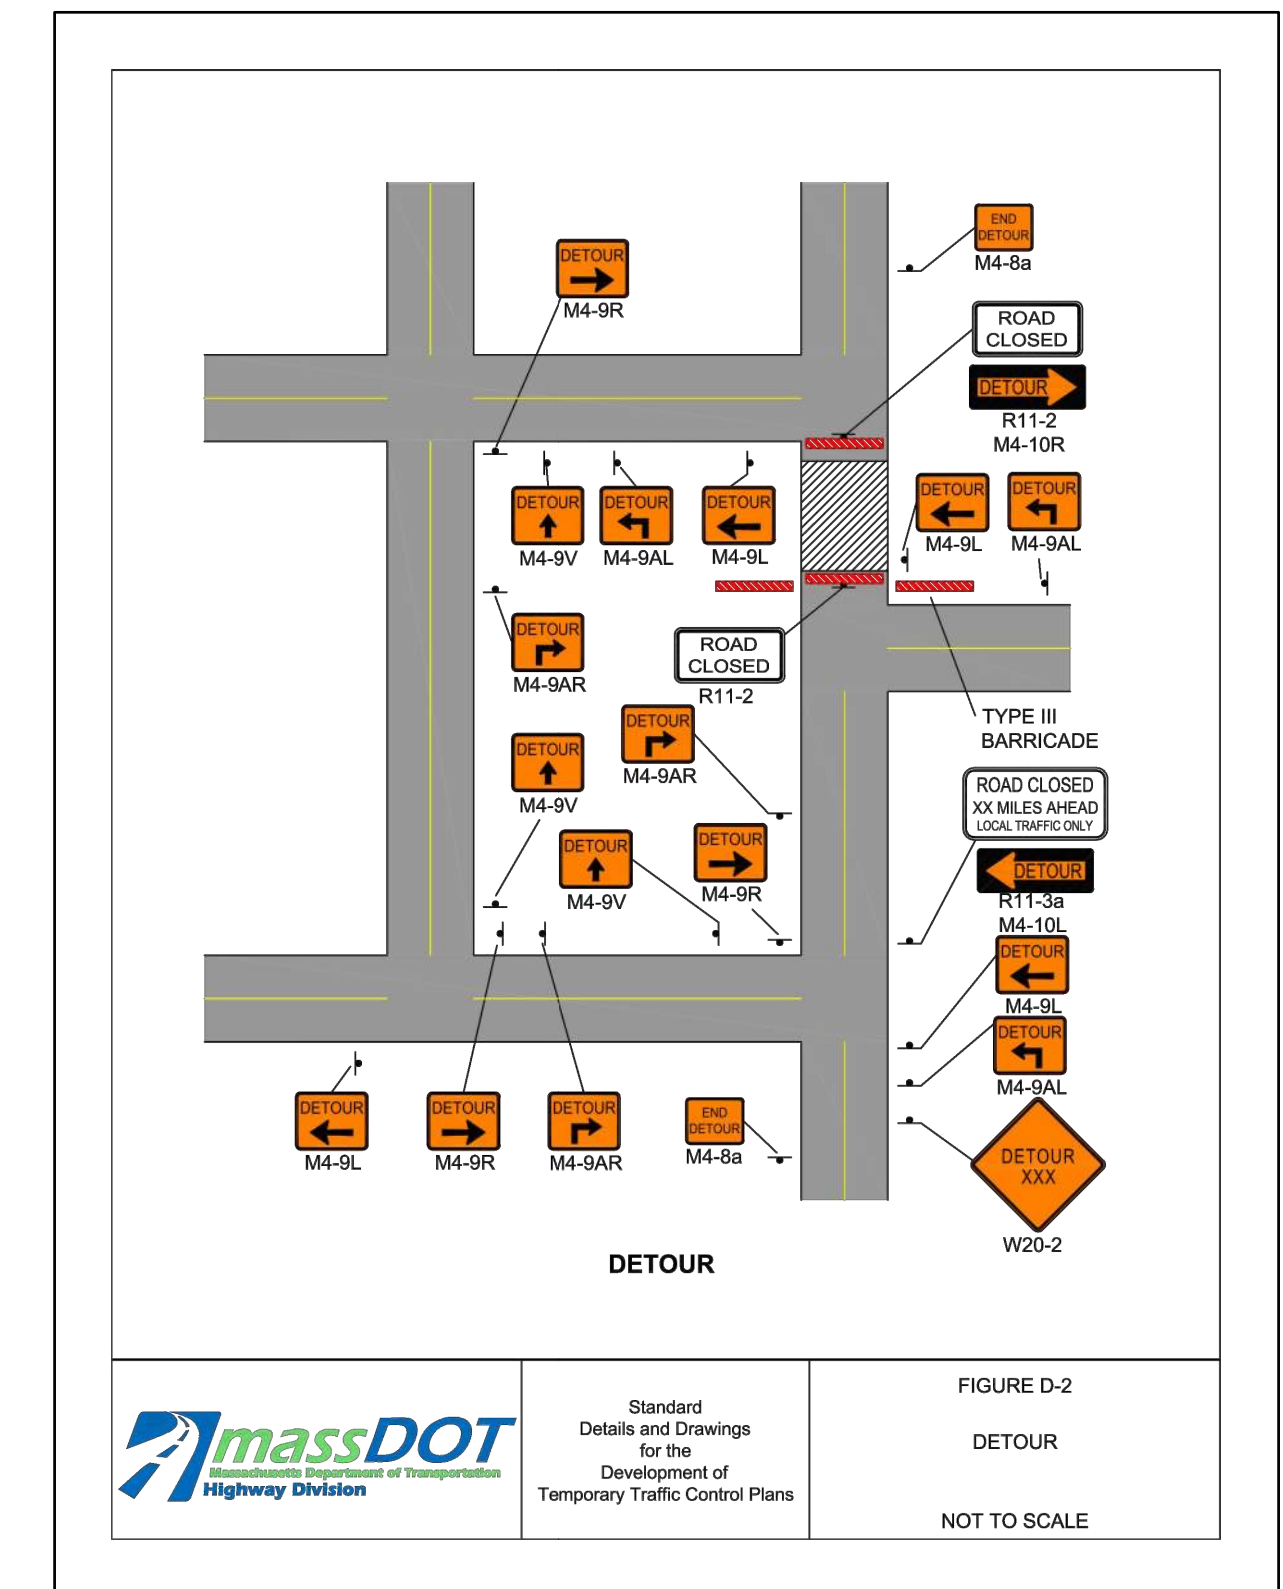 END
DETOUR
M4-8a
DETOUR
M4-9R
ROAD
CLOSED
DETOUR
R11-2
M4-10R
DETOUR
M4-9V
DETOUR
M4-9AL
DETOUR
M4-9L
DETOUR
M4-9L
DETOUR
M4-9AL
DETOUR
M4-9AR
ROAD
CLOSED
R11-2
TYPE III
BARRICADE
DETOUR
M4-9AR
DETOUR
M4-9V
ROAD CLOSED
XX MILES AHEAD
LOCAL TRAFFIC ONLY
DETOUR
R11-3a
M4-10L
DETOUR
M4-9V
DETOUR
M4-9R
DETOUR
M4-9L
DETOUR
M4-9AL
DETOUR
M4-9L
DETOUR
M4-9R
DETOUR
M4-9AR
END
DETOUR
M4-8a
DETOUR
XXX
W20-2
DETOUR
massDOT
Massachusetts Department of Transportation
Highway Division
Standard
Details and Drawings
for the
Development of
Temporary Traffic Control Plans
FIGURE D-2
DETOUR
NOT TO SCALE